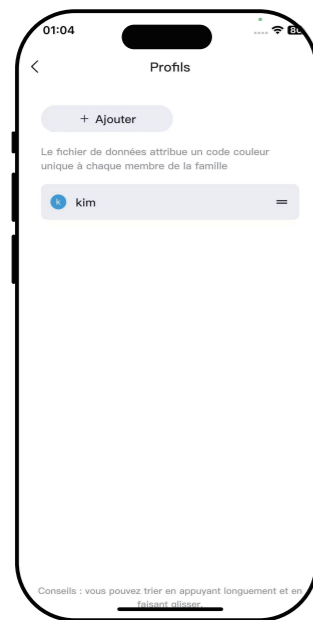 01:04
Profils
+ Ajouter
Le fichier de données attribue un code couleur
unique à chaque membre de la famille
k kim
Conseils : vous pouvez trier en appuyant longuement et en
faisant glisser.